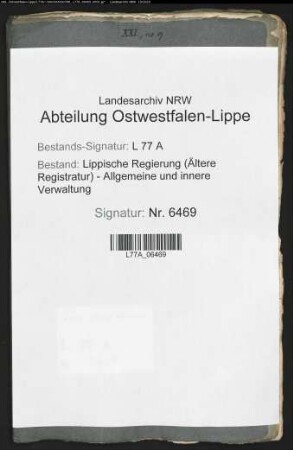 Landesarchiv NRW
Abteilung Ostwestfalen-Lippe
Bestands-Signatur: L 77 A
Bestand: Lippische Regierung (Ältere
Registratur) - Allgemeine und innere
Verwaltung
Signatur: Nr. 6469
L77A_06469